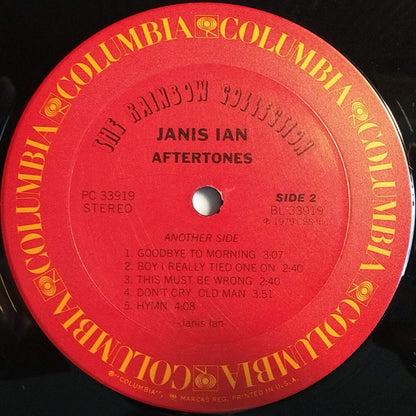 COLUMBIA COLUMBIA COLUMBIA COLUMBIA COLUMBIA COLUMBIA
THE RAINBOW COLLECTION
JANIS IAN
AFTERTONES
PC 33919
STEREO
SIDE 2
BL 33919
ANOTHER SIDE
1. GOODBYE TO MORNING 3:07
2. BOY I REALLY TIED ONE ON 2:40
3. THIS MUST BE WRONG 2:40
4. DON'T CRY OLD MAN 3:51
5. HYMN 4:08
-Janis Ian-
"COLUMBIA", MARCAS REG. PRINTED IN U.S.A.